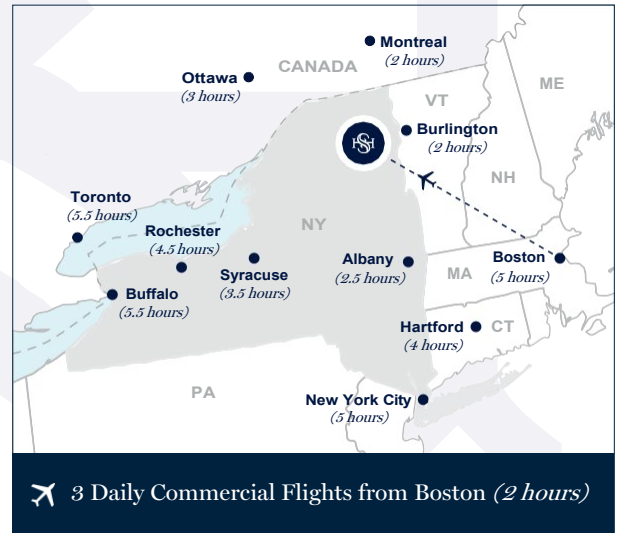 Montreal
(2 hours)
CANADA
Ottawa
(3 hours)
ME
VT
Burlington
(2 hours)
HSH
NH
Toronto
(5.5 hours)
Rochester
(4.5 hours)
NY
Syracuse
(3.5 hours)
Albany
(2.5 hours)
MA
Boston
(5 hours)
Buffalo
(5.5 hours)
Hartford
(4 hours)
CT
PA
New York City
(5 hours)
3 Daily Commercial Flights from Boston (2 hours)